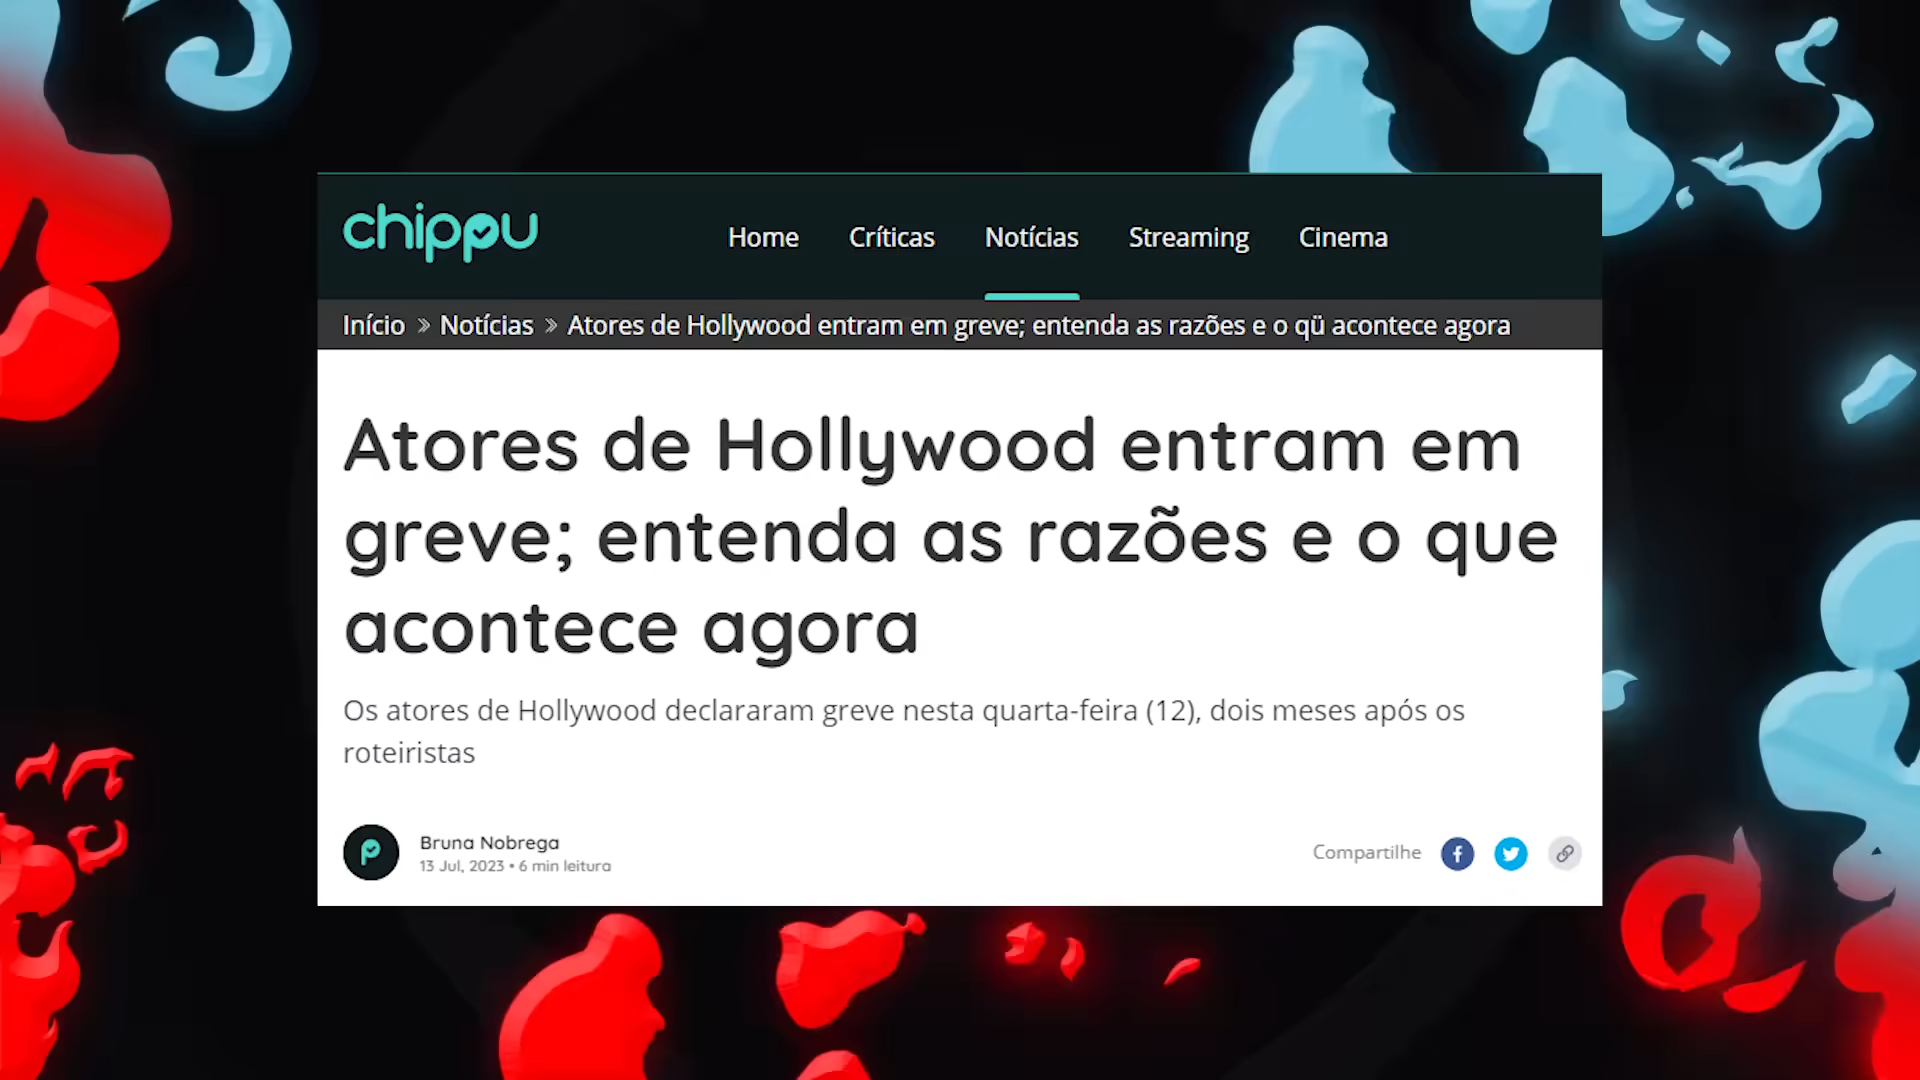 chippu
Home Críticas Notícias Streaming Cinema
Início » Notícias » Atores de Hollywood entram em greve; entenda as razões e o qü acontece agora
Atores de Hollywood entram em
greve; entenda as razões e o que
acontece agora
Os atores de Hollywood declararam greve nesta quarta-feira (12), dois meses após os
roteiristas
Bruna Nobrega
13 Jul, 2023 • 6 min leitura
Compartilhe